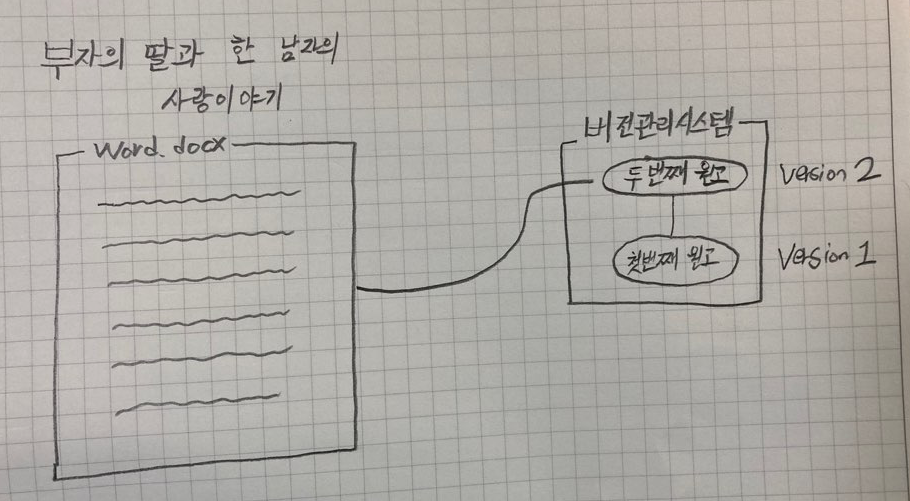 부자의 딸과 한 남자의
사랑이야기
Word.docx
버전관리시스템
두번째 원고
Version 2
첫번째 원고
Version 1